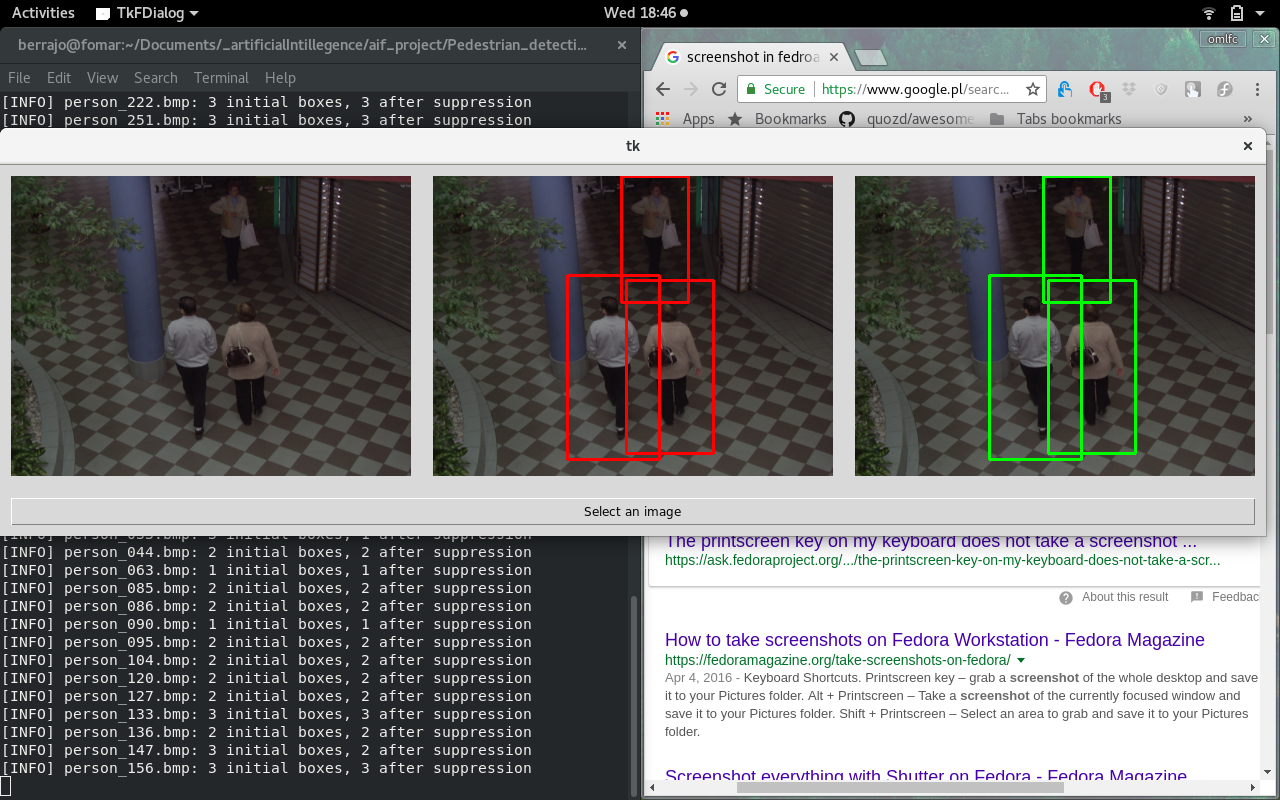 Activities TkFDialog Wed 18:46
berrajo@fomar:~/Documents/_artificialIntillegence/aif_project/Pedestrian_detecti...
File Edit View Search Terminal Help
[INFO] person_222.bmp: 3 initial boxes, 3 after suppression
[INFO] person_251.bmp: 3 initial boxes, 3 after suppression
omlfc
screenshot in fedroa
Secure https://www.google.pl/searc...
3
Apps Bookmarks quozd/awesome Tabs bookmarks »
tk
Select an image
[INFO] person_044.bmp: 2 initial boxes, 2 after suppression
[INFO] person_063.bmp: 1 initial boxes, 1 after suppression
[INFO] person_085.bmp: 2 initial boxes, 2 after suppression
[INFO] person_086.bmp: 2 initial boxes, 2 after suppression
[INFO] person_090.bmp: 1 initial boxes, 1 after suppression
[INFO] person_095.bmp: 2 initial boxes, 2 after suppression
[INFO] person_104.bmp: 2 initial boxes, 2 after suppression
[INFO] person_120.bmp: 2 initial boxes, 2 after suppression
[INFO] person_127.bmp: 2 initial boxes, 2 after suppression
[INFO] person_133.bmp: 3 initial boxes, 3 after suppression
[INFO] person_136.bmp: 2 initial boxes, 2 after suppression
[INFO] person_147.bmp: 3 initial boxes, 2 after suppression
[INFO] person_156.bmp: 3 initial boxes, 3 after suppression
The printscreen key on my keyboard does not take a screenshot ...
https://ask.fedoraproject.org/.../the-printscreen-key-on-my-keyboard-does-not-take-a-scr...
About this result Feedbac
How to take screenshots on Fedora Workstation - Fedora Magazine
https://fedoramagazine.org/take-screenshots-on-fedora/
Apr 4, 2016 - Keyboard Shortcuts. Printscreen key – grab a screenshot of the whole desktop and save
it to your Pictures folder. Alt + Printscreen – Take a screenshot of the currently focused window and
save it to your Pictures folder. Shift + Printscreen – Select an area to grab and save it to your Pictures
folder.
Screenshot everything with Shutter on Fedora - Fedora Magazine